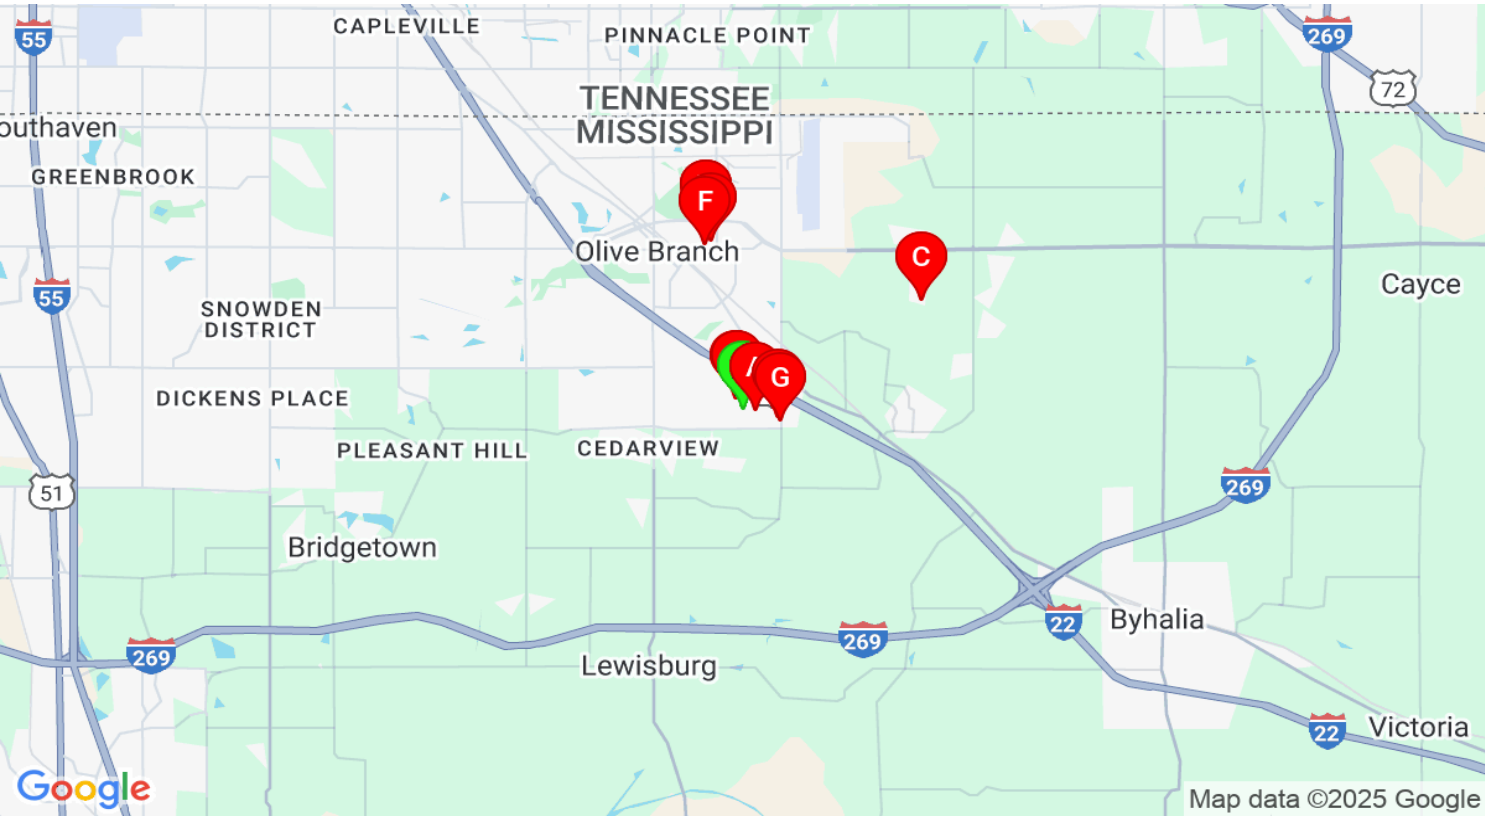 CAPLEVILLE
PINNACLE POINT
55
269
72
TENNESSEE
MISSISSIPPI
outhaven
GREENBROOK
F
Olive Branch
C
Cayce
55
SNOWDEN
DISTRICT
A
G
DICKENS PLACE
PLEASANT HILL
CEDARVIEW
51
269
Bridgetown
22
Byhalia
269
269
Lewisburg
22
Victoria
Google
Map data ©2025 Google